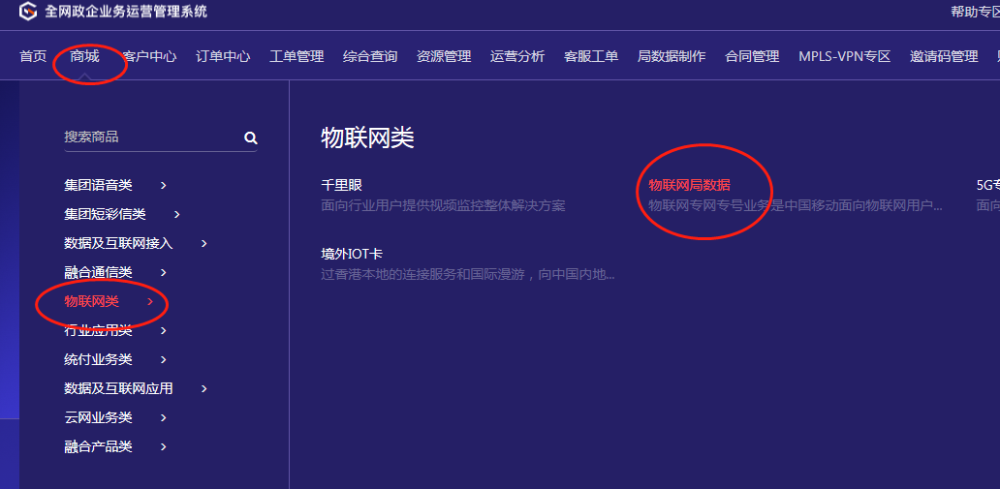 全网政企业务运营管理系统
帮助专区
首页 商城 客户中心 订单中心 工单管理 综合查询 资源管理 运营分析 客服工单 局数据制作 合同管理 MPLS-VPN专区 邀请码管理
搜索商品
集团语音类 >
集团短彩信类 >
数据及互联网接入 >
融合通信类 >
物联网类 >
行业应用类 >
统付业务类 >
数据及互联网应用 >
云网业务类 >
融合产品类 >
物联网类
千里眼
面向行业用户提供视频监控整体解决方案
物联网局数据
物联网专网专号业务是中国移动面向物联网用户...
5G专
面向
境外IOT卡
过香港本地的连接服务和国际漫游，向中国内地...